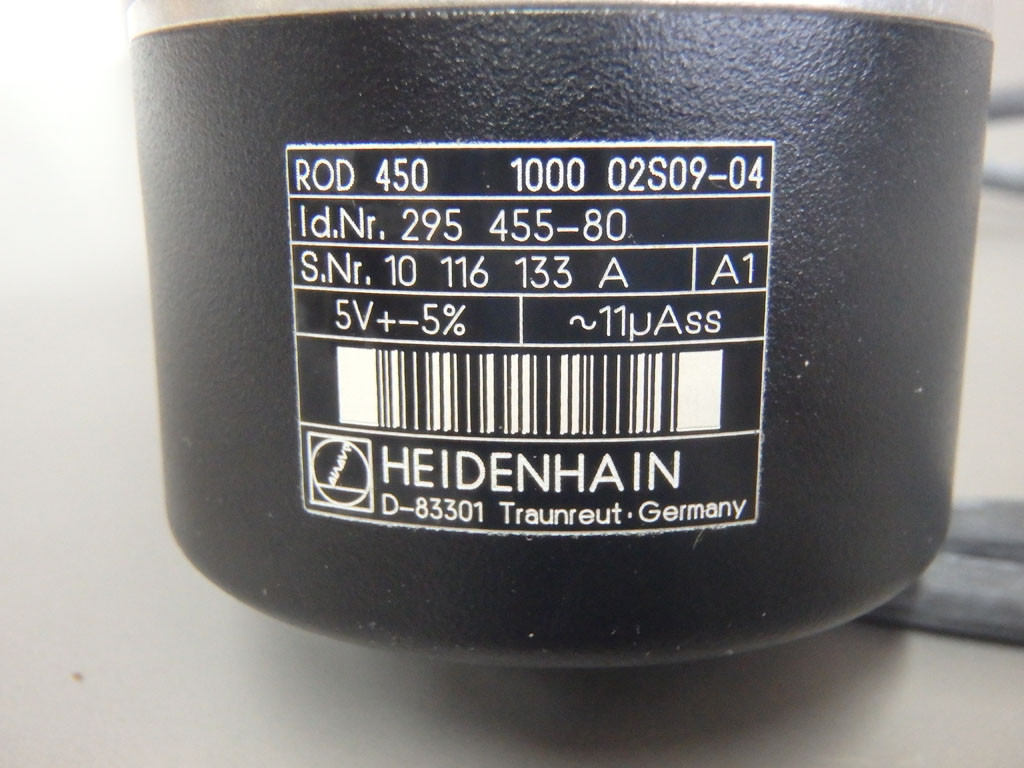 ROD 450 1000 02S09-04
Id.Nr. 295 455-80
S.Nr. 10 116 133 A A1
5V+-5% ~11µAss
HEIDENHAIN
D-83301 Traunreut · Germany